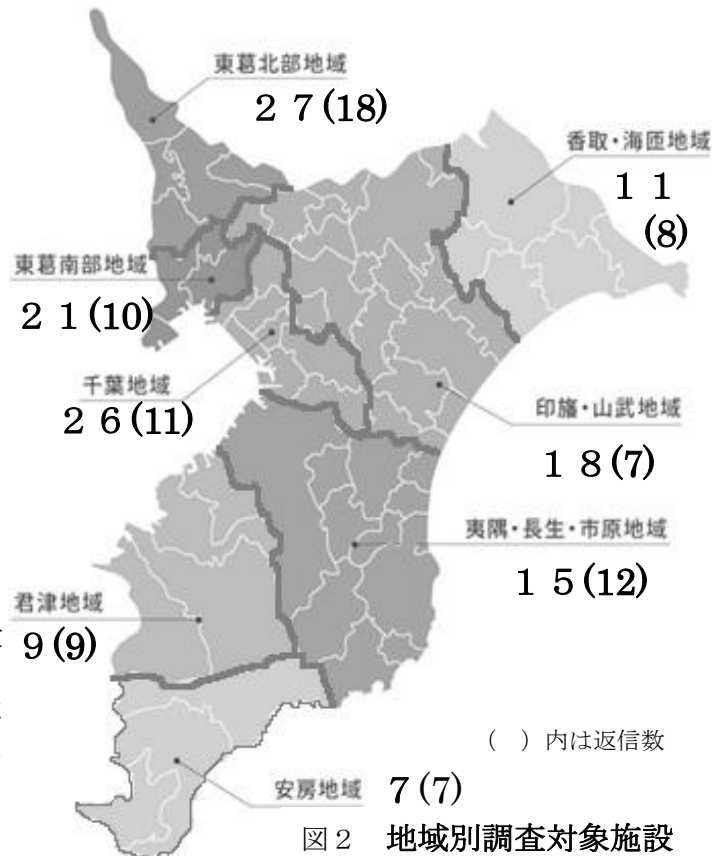 東葛北部地域
２７(18)
香取・海匝地域
１１
(8)
東葛南部地域
２１(10)
千葉地域
２６(11)
印旛・山武地域
１８(7)
夷隅・長生・市原地域
１５(12)
君津地域
９(9)
（　）内は返信数
安房地域
７(7)
図２　地域別調査対象施設